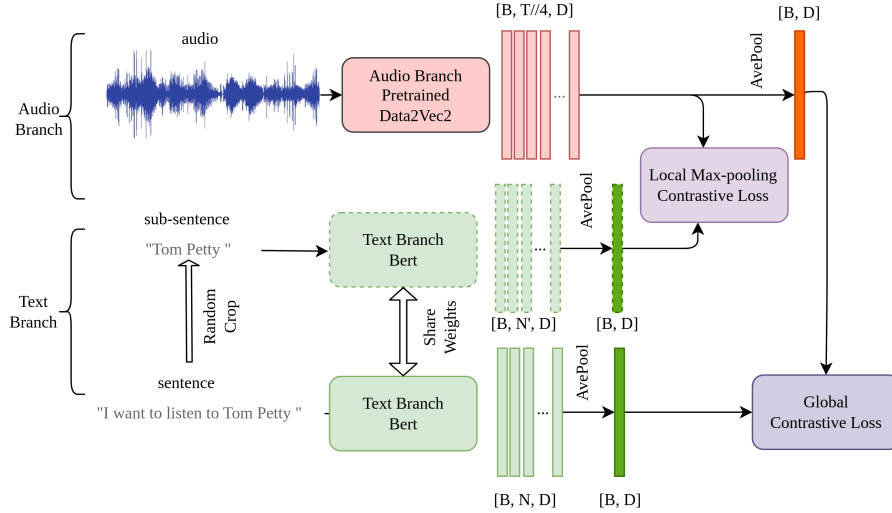 [B, T//4, D]
[B, D]
audio
AvePool
Audio Branch
Pretrained
Data2Vec2
...
Audio
Branch
Local Max-pooling
Contrastive Loss
sub-sentence
AvePool
"Tom Petty "
Text Branch
Bert
...
Text
Branch
Random
Crop
Share
Weights
[B, N', D]
[B, D]
sentence
AvePool
"I want to listen to Tom Petty "
Text Branch
Bert
...
Global
Contrastive Loss
[B, N, D]
[B, D]